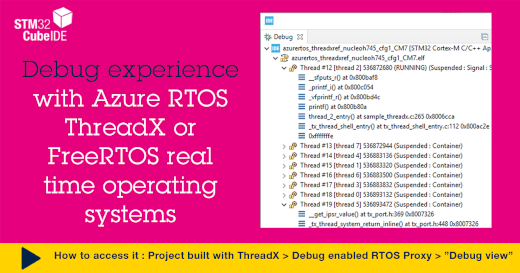 STM32
CubeIDE
Debug experience
with Azure RTOS
ThreadX or
FreeRTOS real
time operating
systems
IDE
Debug
azurertos_threadxref_nucleoh745_cfg1_CM7 [STM32 Cortex-M C/C++ Ap
azurertos_threadxref_nucleoh745_cfg1_CM7.elf
Thread #12 [thread 2] 536872680 (RUNNING) (Suspended : Signal : S
__sfputs_r() at 0x800baf8
_printf_i() at 0x800c054
_vfprintf_r() at 0x800bd4c
printf() at 0x800b80a
thread_2_entry() at sample_threadx.c:265 0x8006cca
_tx_thread_shell_entry() at tx_thread_shell_entry.c:112 0x800ac2e
0xfffffffe
Thread #13 [thread 7] 536872944 (Suspended : Container)
Thread #14 [thread 4] 536883136 (Suspended : Container)
Thread #15 [thread 1] 536883320 (Suspended : Container)
Thread #16 [thread 6] 536883500 (Suspended : Container)
Thread #17 [thread 3] 536883832 (Suspended : Container)
Thread #18 [thread 0] 536893132 (Suspended : Container)
Thread #19 [thread 5] 536893472 (Suspended : Container)
__get_ipsr_value() at tx_port.h:369 0x8007326
_tx_thread_system_return_inline() at tx_port.h:448 0x8007326
How to access it : Project built with ThreadX > Debug enabled RTOS Proxy > "Debug view"